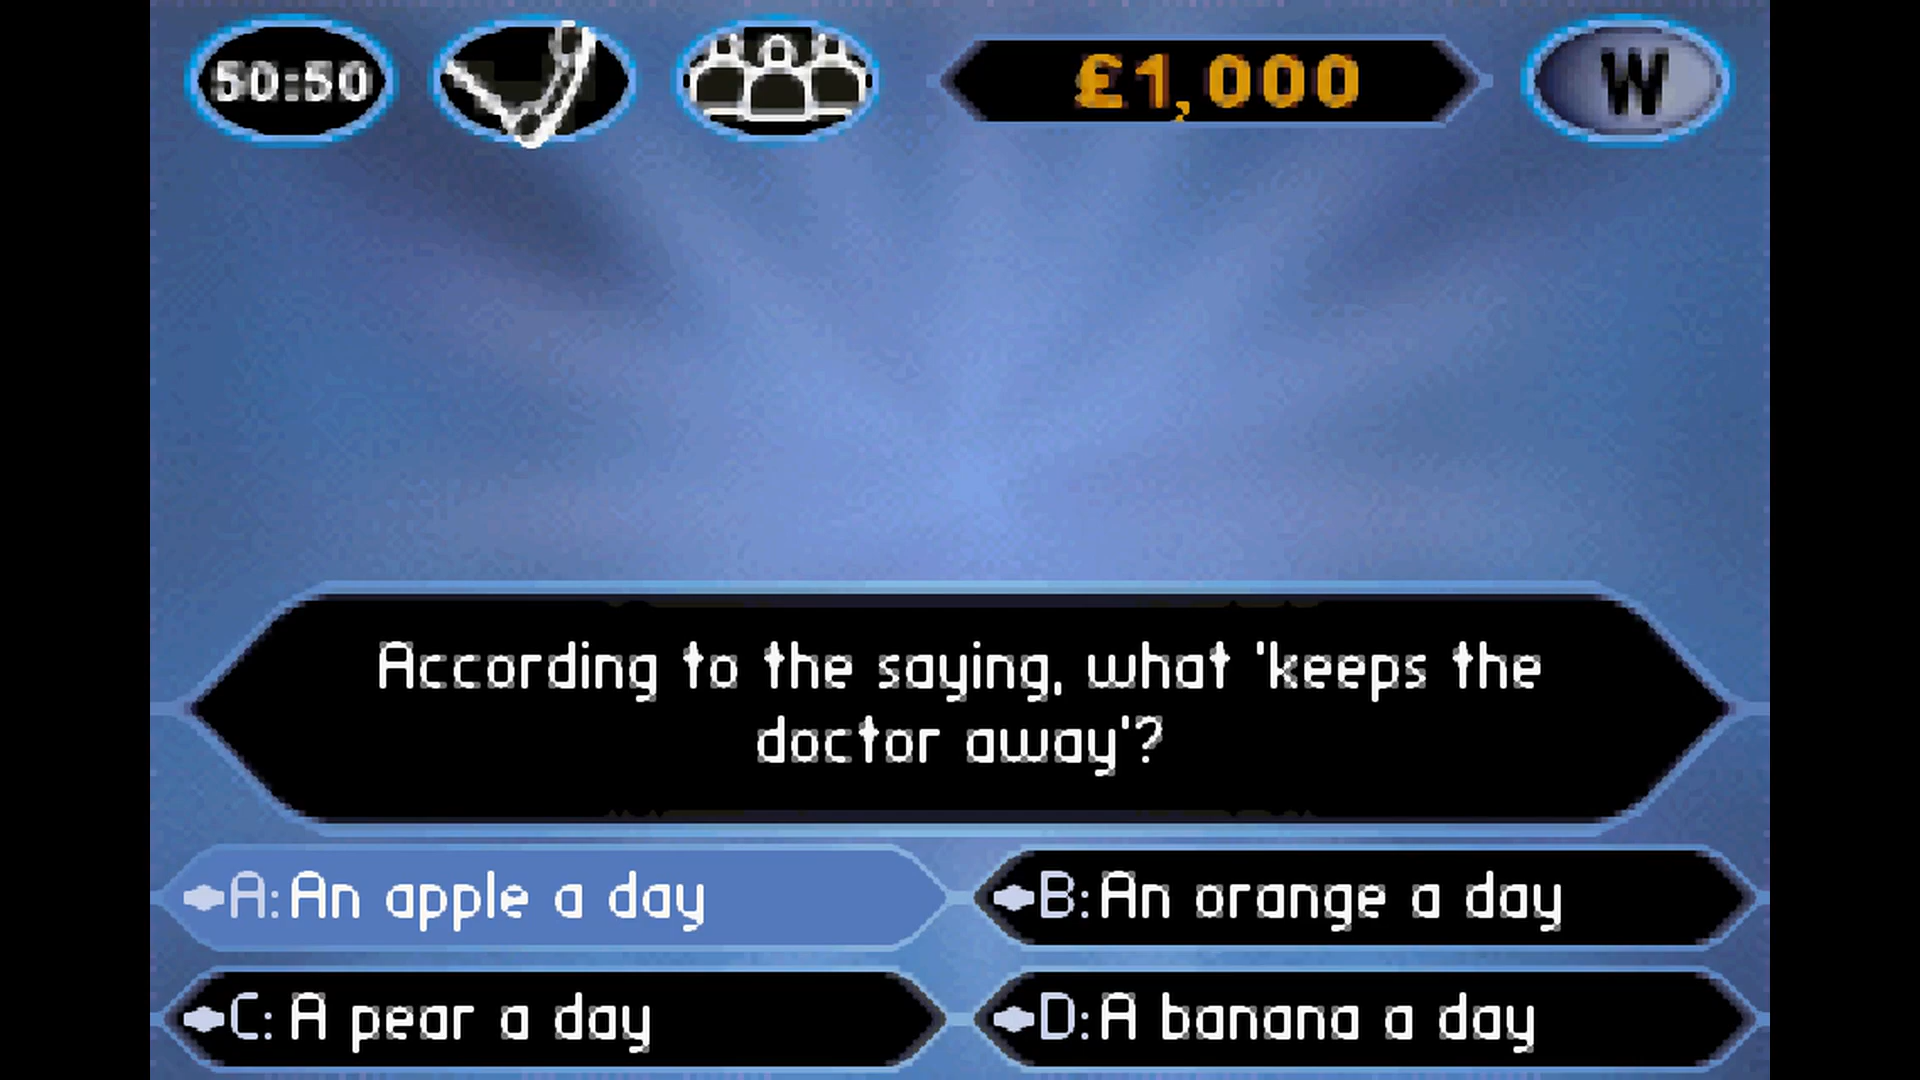 50:50
£1,000
W
According to the saying, what 'keeps the
doctor away'?
A: An apple a day
B: An orange a day
C: A pear a day
D: A banana a day